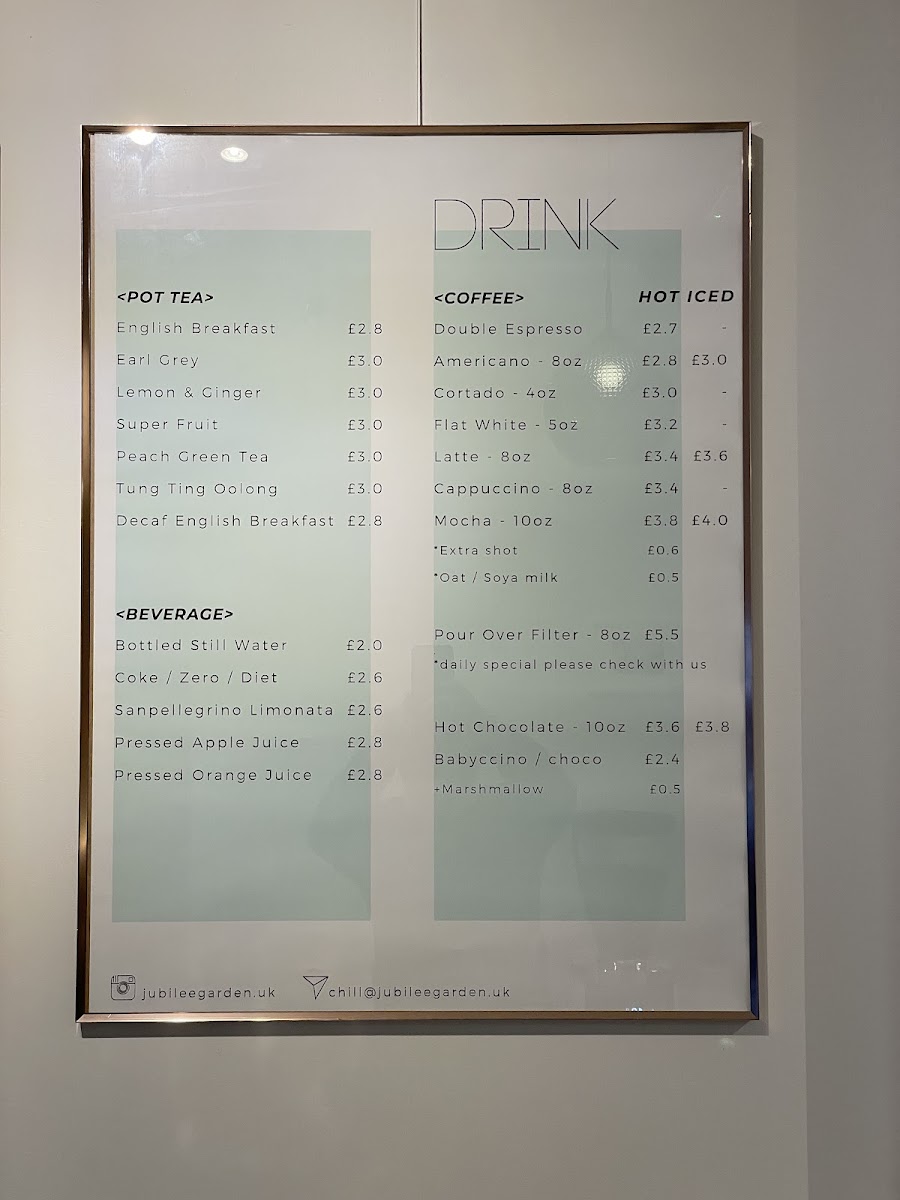 DRINK
<POT TEA>
English Breakfast £2.8
Earl Grey £3.0
Lemon & Ginger £3.0
Super Fruit £3.0
Peach Green Tea £3.0
Tung Ting Oolong £3.0
Decaf English Breakfast £2.8
<BEVERAGE>
Bottled Still Water £2.0
Coke / Zero / Diet £2.6
Sanpellegrino Limonata £2.6
Pressed Apple Juice £2.8
Pressed Orange Juice £2.8
<COFFEE> HOT ICED
Double Espresso £2.7 -
Americano - 8oz £2.8 £3.0
Cortado - 4oz £3.0 -
Flat White - 5oz £3.2 -
Latte - 8oz £3.4 £3.6
Cappuccino - 8oz £3.4 -
Mocha - 10oz £3.8 £4.0
*Extra shot £0.6
*Oat / Soya milk £0.5
Pour Over Filter - 8oz £5.5
*daily special please check with us
Hot Chocolate - 10oz £3.6 £3.8
Babyccino / choco £2.4
+Marshmallow £0.5
jubileegarden.uk chill@jubileegarden.uk